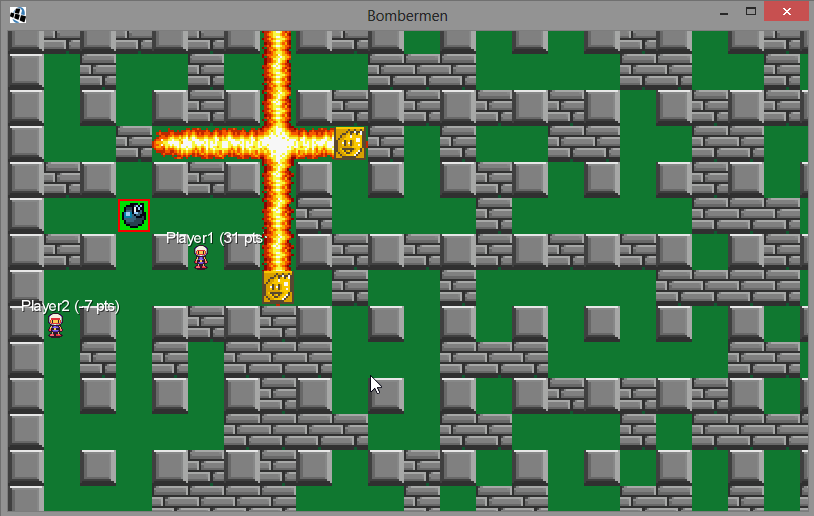 Bombermen
Player1 (31 pts
Player2 (-7 pts)